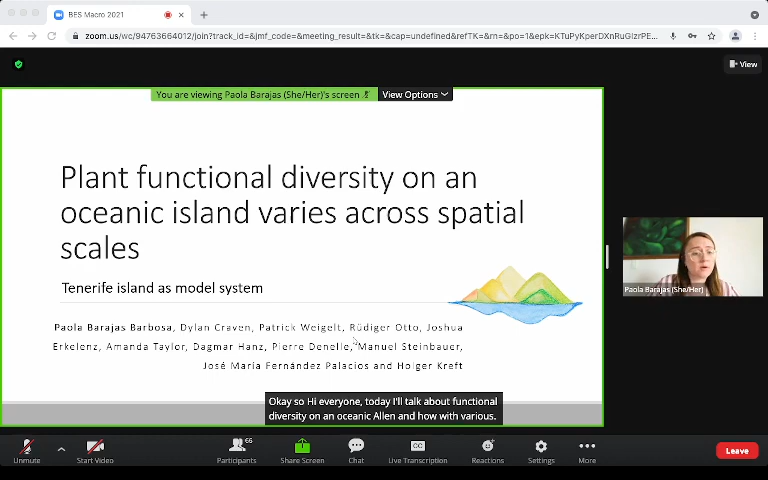 BES Macro 2021
zoom.us/wc/94763664012/join?track_id=&jmf_code=&meeting_result=&tk=&cap=undefined&refTK=&rn=&po=1&epk=KTuPyKperDXnRuGlzrPE...
View
You are viewing Paola Barajas (She/Her)'s screen
View Options
Plant functional diversity on an
oceanic island varies across spatial
scales
Tenerife island as model system
Paola Barajas Barbosa, Dylan Craven, Patrick Weigelt, Rüdiger Otto, Joshua
Erkelenz, Amanda Taylor, Dagmar Hanz, Pierre Denelle, Manuel Steinbauer,
José María Fernández Palacios and Holger Kreft
Paola Barajas (She/Her)
Okay so Hi everyone, today I'll talk about functional
diversity on an oceanic Allen and how with various.
Unmute
Start Video
66
Participants
Share Screen
Chat
CC
Live Transcription
Reactions
Settings
More
Leave